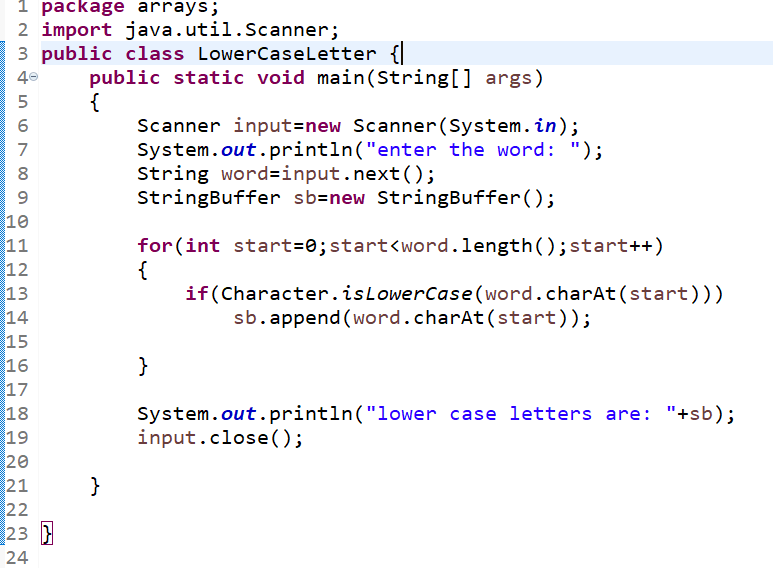 1 package arrays;
2 import java.util.Scanner;
3 public class LowerCaseLetter {
4 public static void main(String[] args)
5 {
6 Scanner input=new Scanner(System.in);
7 System.out.println("enter the word: ");
8 String word=input.next();
9 StringBuffer sb=new StringBuffer();
10
11 for(int start=0;start<word.length();start++)
12 {
13 if(Character.isLowerCase(word.charAt(start)))
14 sb.append(word.charAt(start));
15
16 }
17
18 System.out.println("lower case letters are: "+sb);
19 input.close();
20
21 }
22
23 }
24